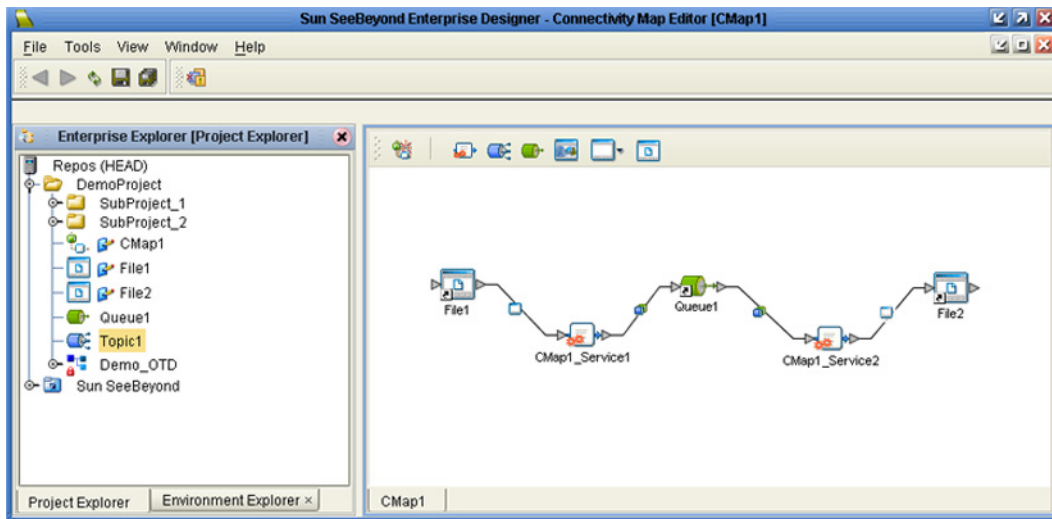 Sun SeeBeyond Enterprise Designer - Connectivity Map Editor [CMap1]
File Tools View Window Help
Enterprise Explorer [Project Explorer]
Repos (HEAD)
DemoProject
SubProject_1
SubProject_2
CMap1
File1
File2
Queue1
Topic1
Demo_OTD
Sun SeeBeyond
Project Explorer Environment Explorer ×
File1
CMap1_Service1
Queue1
CMap1_Service2
File2
CMap1